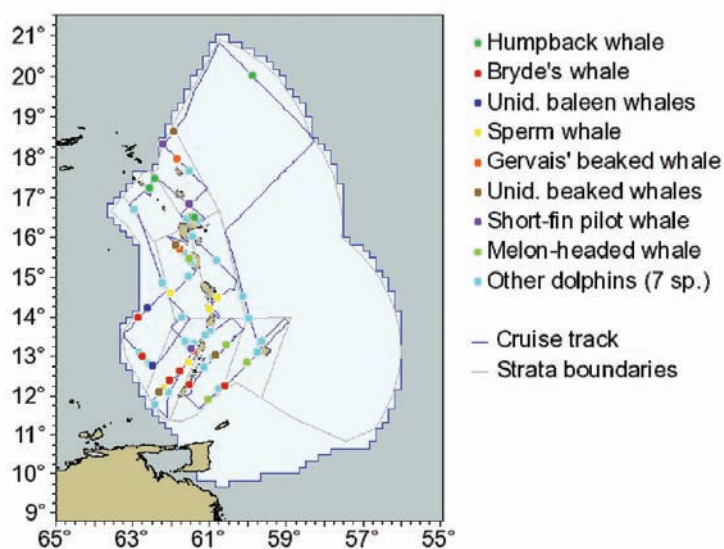 21°
20°
19°
18°
17°
16°
15°
14°
13°
12°
11°
10°
9°
65° 63° 61° 59° 57° 55°
Humpback whale
Bryde's whale
Unid. baleen whales
Sperm whale
Gervais' beaked whale
Unid. beaked whales
Short-fin pilot whale
Melon-headed whale
Other dolphins (7 sp.)
Cruise track
Strata boundaries